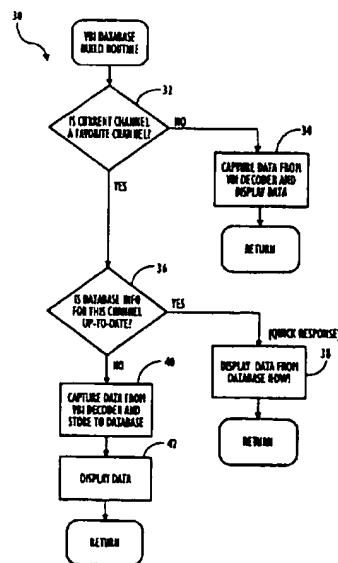 30
VBI DATABASE
BUILD ROUTINE
32
IS CURRENT CHANNEL
A FAVORITE CHANNEL?
NO
34
CAPTURE DATA FROM
VBI DECODER AND
DISPLAY DATA
YES
RETURN
36
IS DATABASE INFO
FOR THIS CHANNEL
UP-TO-DATE?
YES
(QUICK RESPONSE)
38
DISPLAY DATA FROM
DATABASE NOW!
NO
40
CAPTURE DATA FROM
VBI DECODER AND
STORE TO DATABASE
RETURN
42
DISPLAY DATA
RETURN